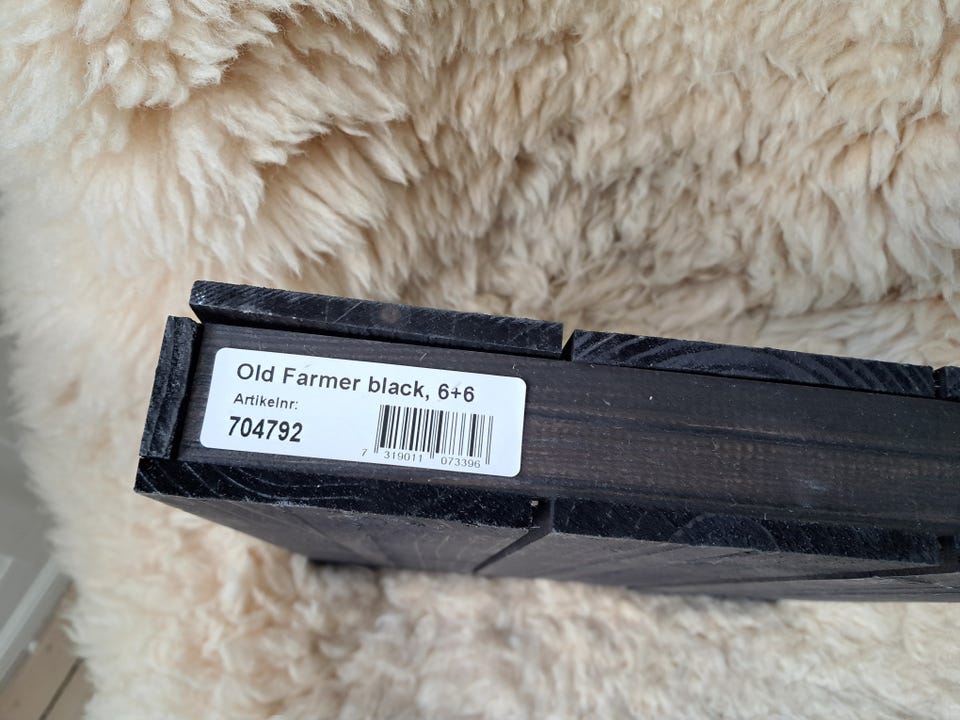 Old Farmer black, 6+6
Artikelnr:
704792
7 319011 073396